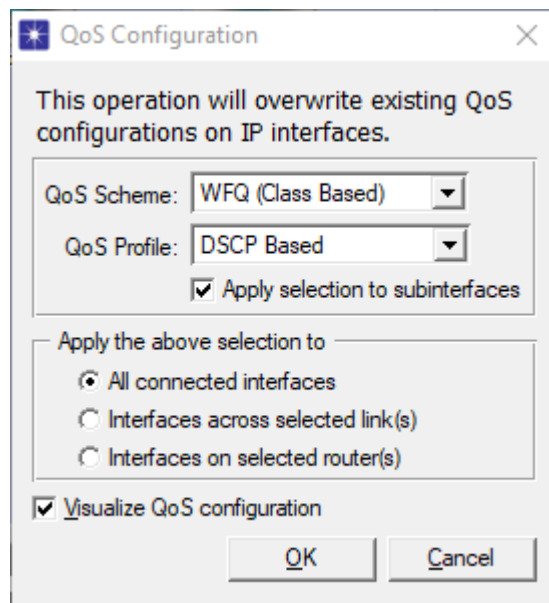 QoS Configuration
This operation will overwrite existing QoS
configurations on IP interfaces.
QoS Scheme: WFQ (Class Based)
QoS Profile: DSCP Based
Apply selection to subinterfaces
Apply the above selection to
All connected interfaces
Interfaces across selected link(s)
Interfaces on selected router(s)
Visualize QoS configuration
OK Cancel